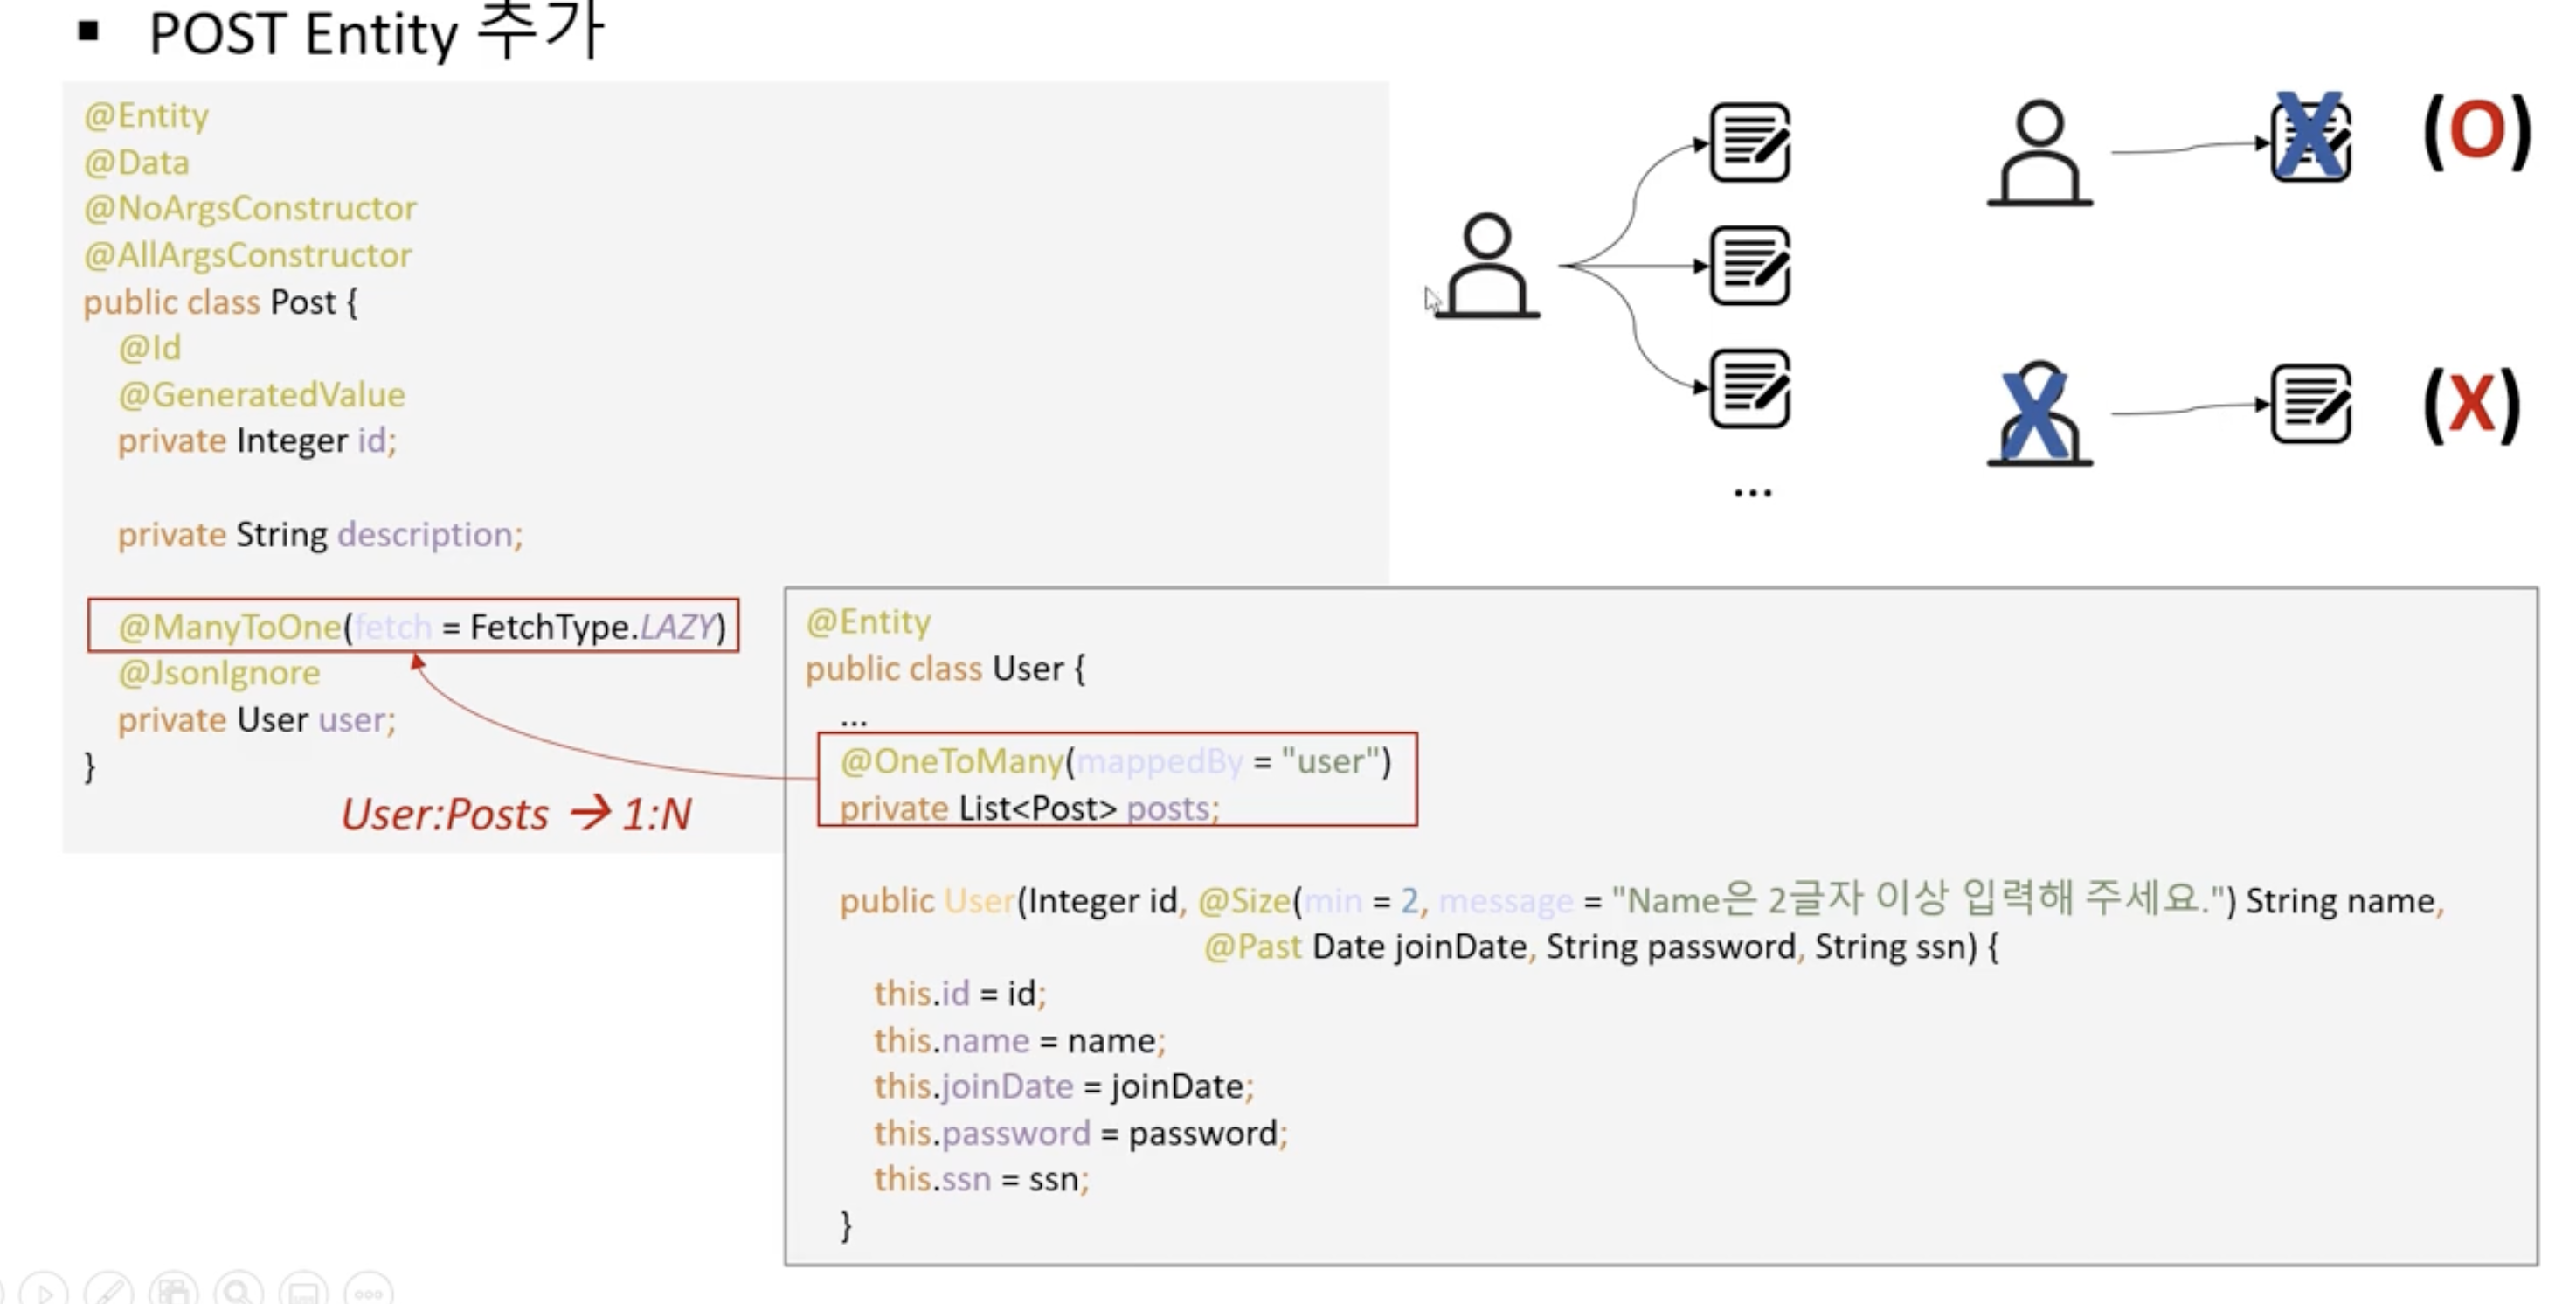 ▪ POST Entity 추가
@Entity
@Data
@NoArgsConstructor
@AllArgsConstructor
public class Post {
@Id
@GeneratedValue
private Integer id;
private String description;
@ManyToOne(fetch = FetchType.LAZY)
@JsonIgnore
private User user;
}
User:Posts → 1:N
X (O)
X (X)
...
@Entity
public class User {
...
@OneToMany(mappedBy = "user")
private List<Post> posts;
public User(Integer id, @Size(min = 2, message = "Name은 2글자 이상 입력해 주세요.") String name,
@Past Date joinDate, String password, String ssn) {
this.id = id;
this.name = name;
this.joinDate = joinDate;
this.password = password;
this.ssn = ssn;
}